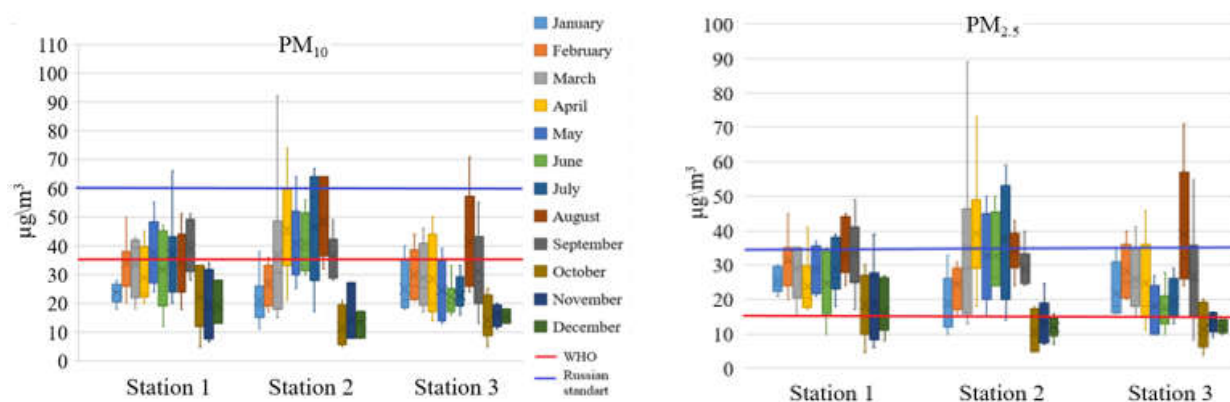 PM10
110
100
90
80
70
60
50
40
30
20
10
0
µg\m³
Station 1 Station 2 Station 3
January
February
March
April
May
June
July
August
September
October
November
December
WHO
Russian
standart
PM2.5
100
90
80
70
60
50
40
30
20
10
0
µg\m³
Station 1 Station 2 Station 3